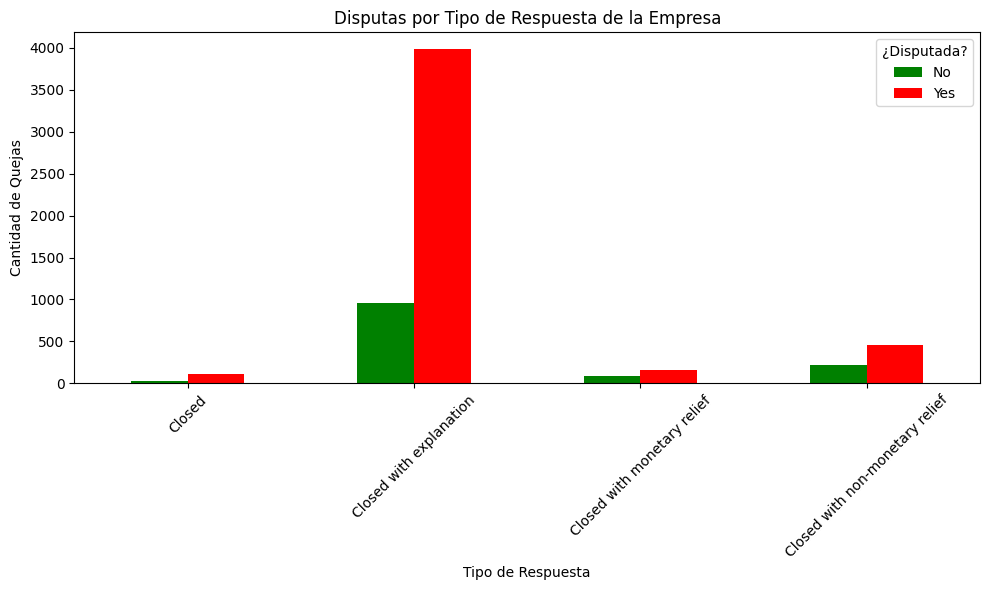 Disputas por Tipo de Respuesta de la Empresa
¿Disputada?
No
Yes
Cantidad de Quejas
4000
3500
3000
2500
2000
1500
1000
500
0
Closed
Closed with explanation
Closed with monetary relief
Closed with non-monetary relief
Tipo de Respuesta